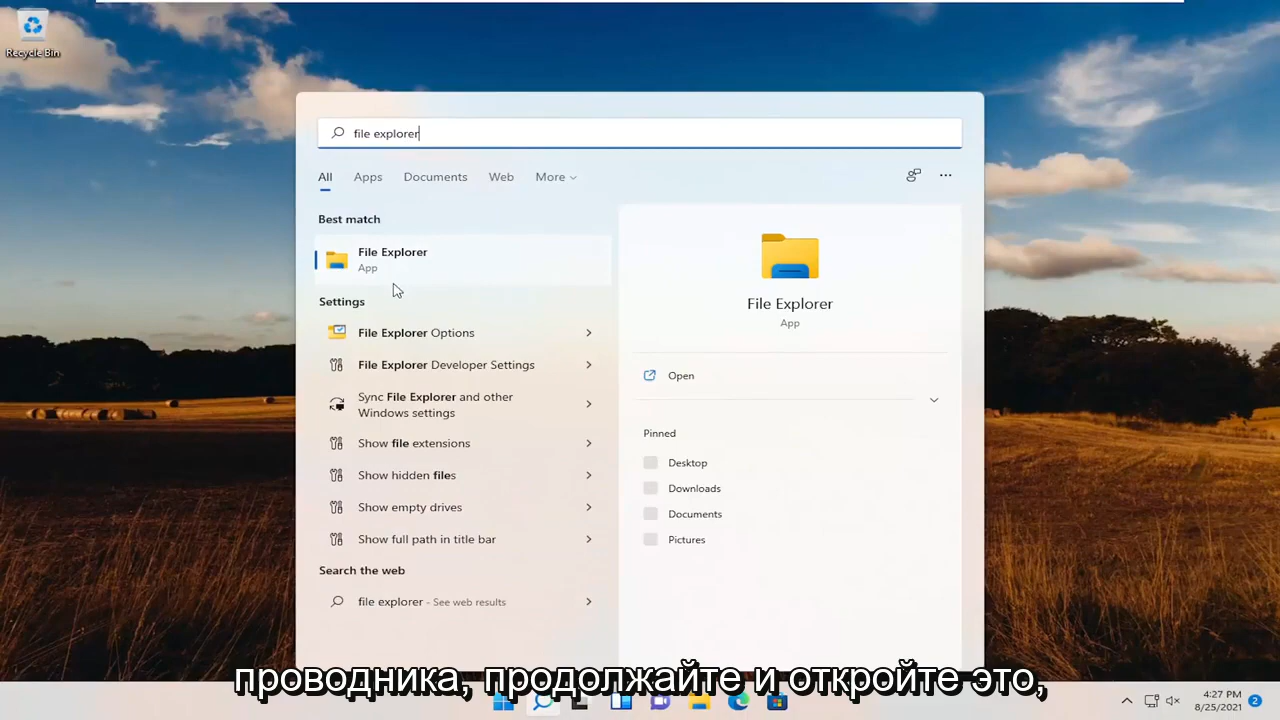 Recycle Bin
file explorer
All Apps Documents Web More
Best match
File Explorer
App
Settings
File Explorer Options
File Explorer Developer Settings
Sync File Explorer and other
Windows settings
Show file extensions
Show hidden files
Show empty drives
Show full path in title bar
Search the web
file explorer - See web results
File Explorer
App
Open
Pinned
Desktop
Downloads
Documents
Pictures
проводника, продолжайте и откройте это,
4:27 PM
8/25/2021
2